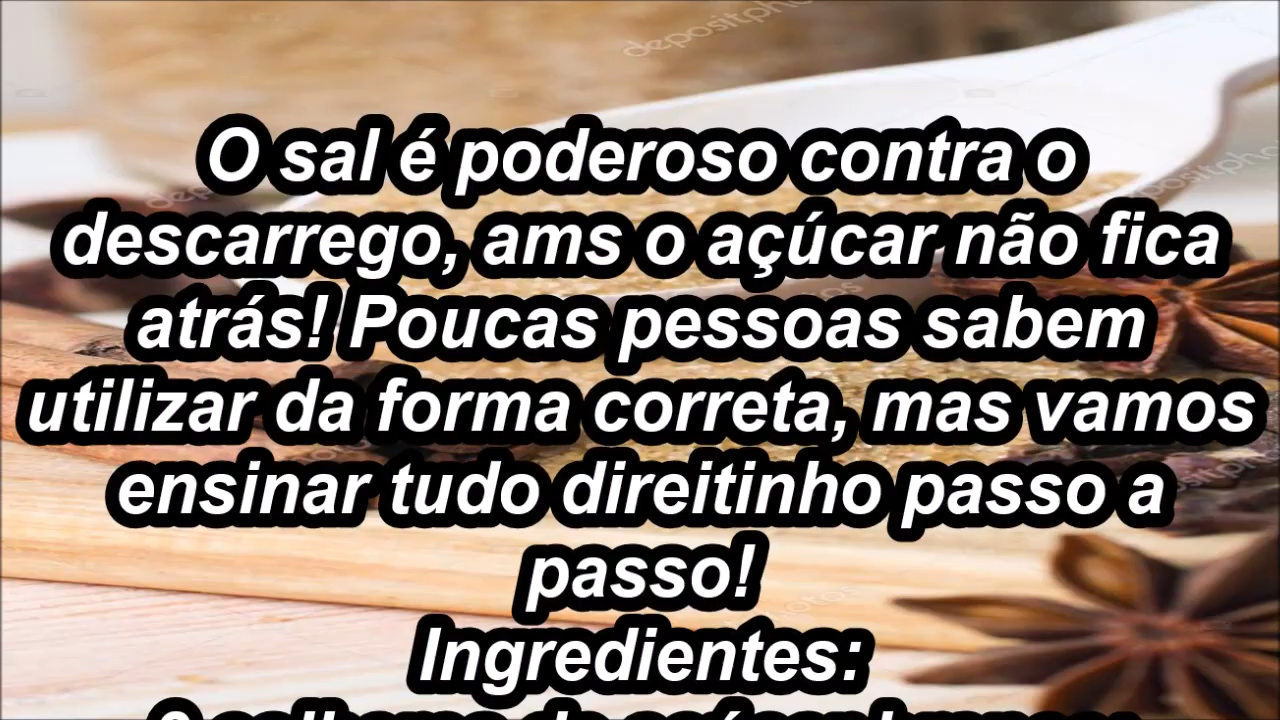 depositphotos
O sal é poderoso contra o
descarrego, ams o açúcar não fica
atrás! Poucas pessoas sabem
utilizar da forma correta, mas vamos
ensinar tudo direitinho passo a
passo!
Ingredientes: